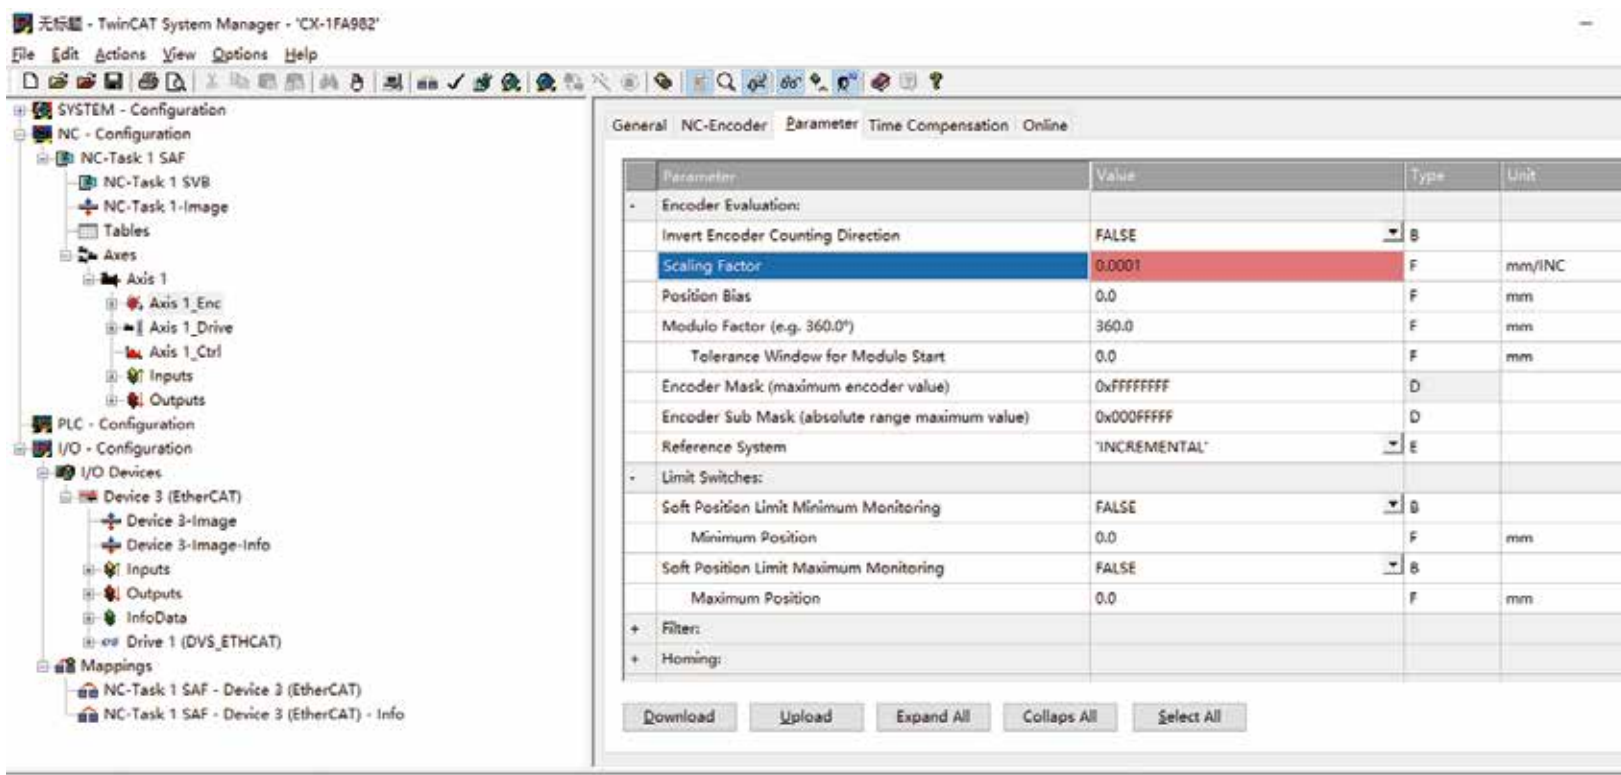 无标题 - TwinCAT System Manager - 'CX-1FA982'
File Edit Actions View Options Help
SYSTEM - Configuration
NC - Configuration
NC-Task 1 SAF
NC-Task 1 SVB
NC-Task 1-Image
Tables
Axes
Axis 1
Axis 1_Enc
Axis 1_Drive
Axis 1_Ctrl
Inputs
Outputs
PLC - Configuration
I/O - Configuration
I/O Devices
Device 3 (EtherCAT)
Device 3-Image
Device 3-Image-Info
Inputs
Outputs
InfoData
Drive 1 (DVS_ETHCAT)
Mappings
NC-Task 1 SAF - Device 3 (EtherCAT)
NC-Task 1 SAF - Device 3 (EtherCAT) - Info
General NC-Encoder Parameter Time Compensation Online
Parameter Value Type Unit
- Encoder Evaluation:
Invert Encoder Counting Direction FALSE B
Scaling Factor 0.0001 F mm/INC
Position Bias 0.0 F mm
Modulo Factor (e.g. 360.0°) 360.0 F mm
Tolerance Window for Modulo Start 0.0 F mm
Encoder Mask (maximum encoder value) 0xFFFFFFFF D
Encoder Sub Mask (absolute range maximum value) 0x000FFFFF D
Reference System 'INCREMENTAL' E
- Limit Switches:
Soft Position Limit Minimum Monitoring FALSE B
Minimum Position 0.0 F mm
Soft Position Limit Maximum Monitoring FALSE B
Maximum Position 0.0 F mm
+ Filter:
+ Homing:
Download Upload Expand All Collaps All Select All